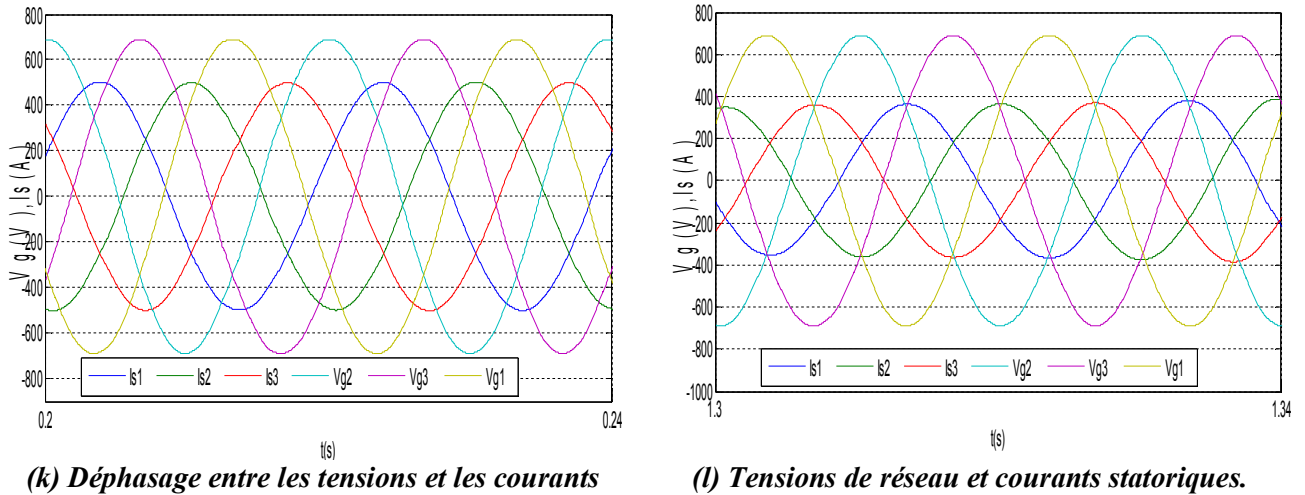 800
600
400
200
0
-200
-400
-600
-800
V g (V ) , I s ( A )
Is1 Is2 Is3 Vg2 Vg3 Vg1
0.2 0.24
t(s)
(k) Déphasage entre les tensions et les courants
800
600
400
200
0
-200
-400
-600
-800
-1000
V g (V ) , I s ( A )
Is1 Is2 Is3 Vg2 Vg3 Vg1
1.3 1.34
t(s)
(l) Tensions de réseau et courants statoriques.